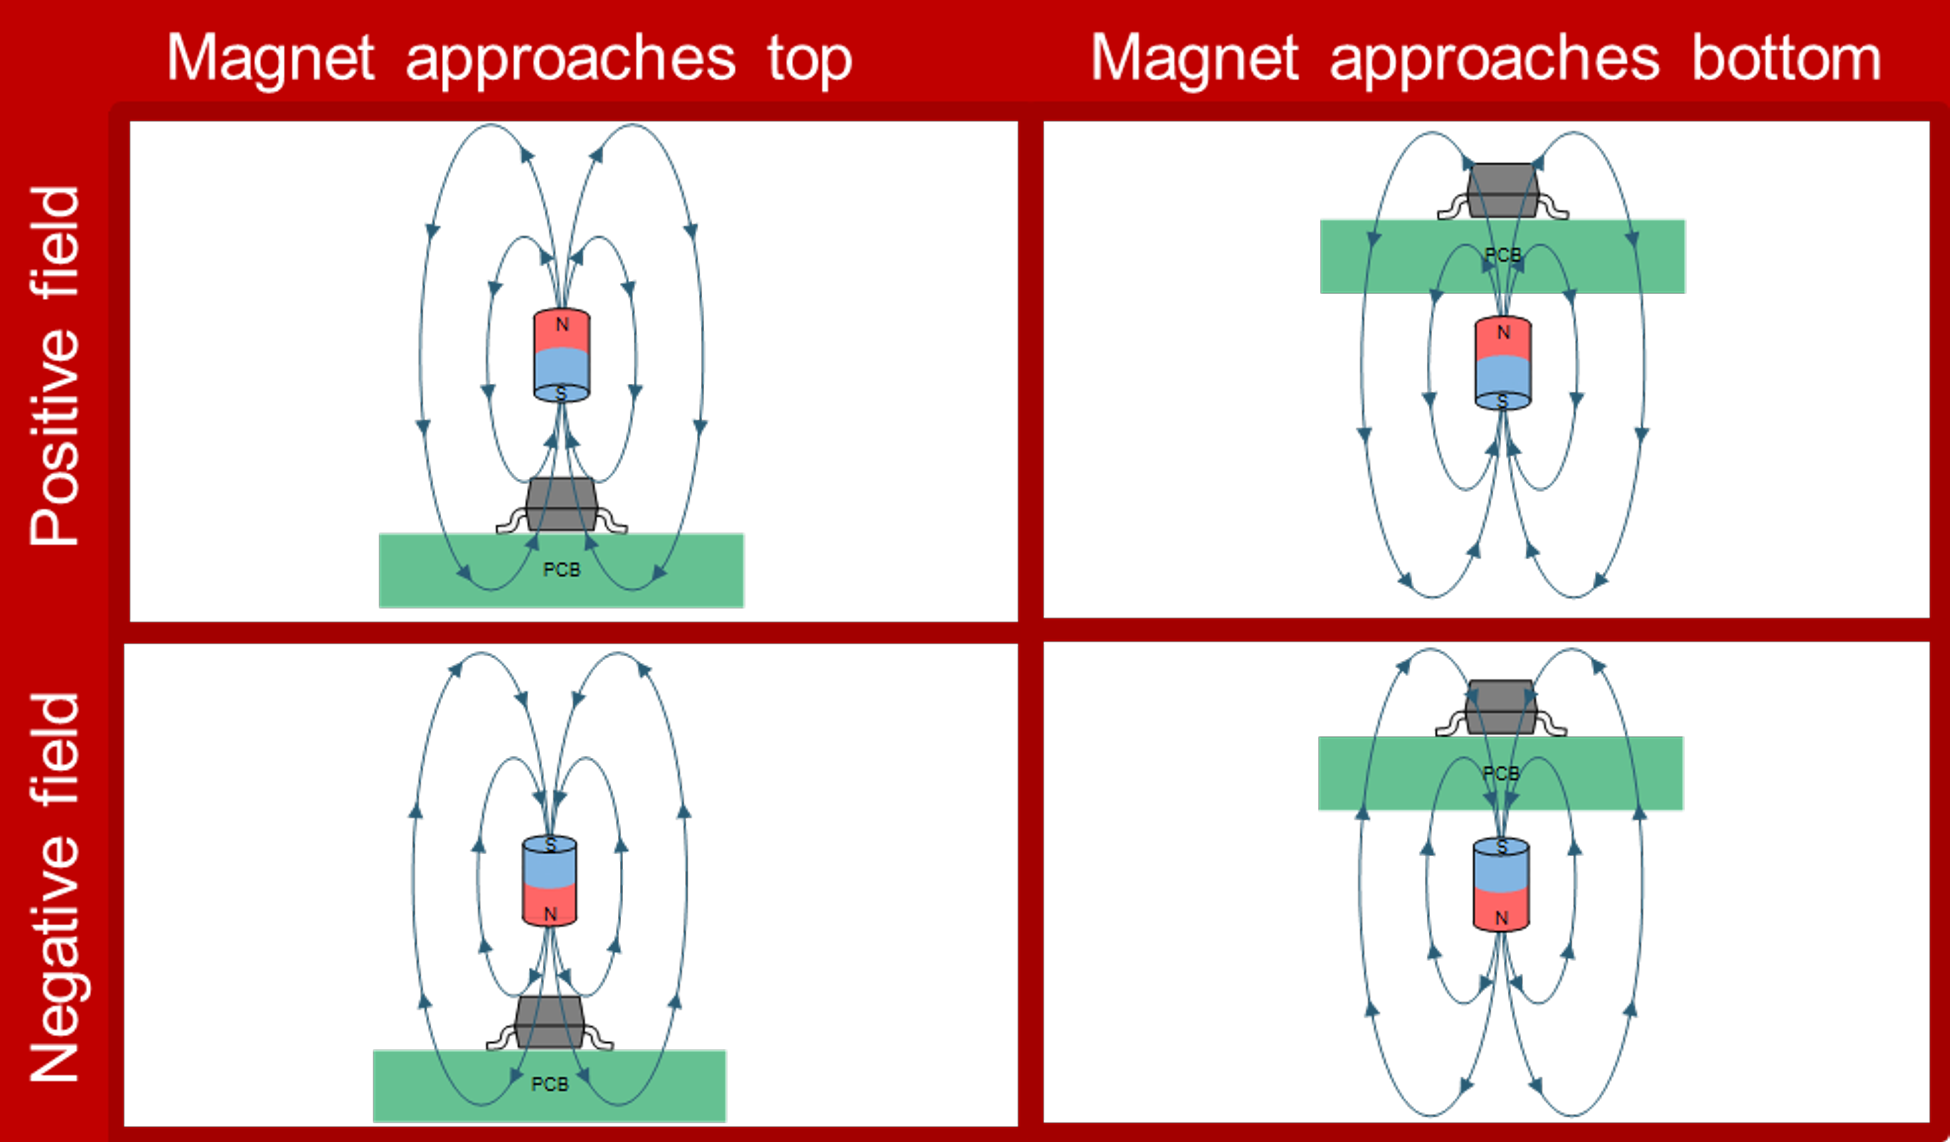 Magnet approaches top
Magnet approaches bottom
Positive field
N
S
PCB
PCB
N
S
Negative field
S
N
PCB
PCB
S
N